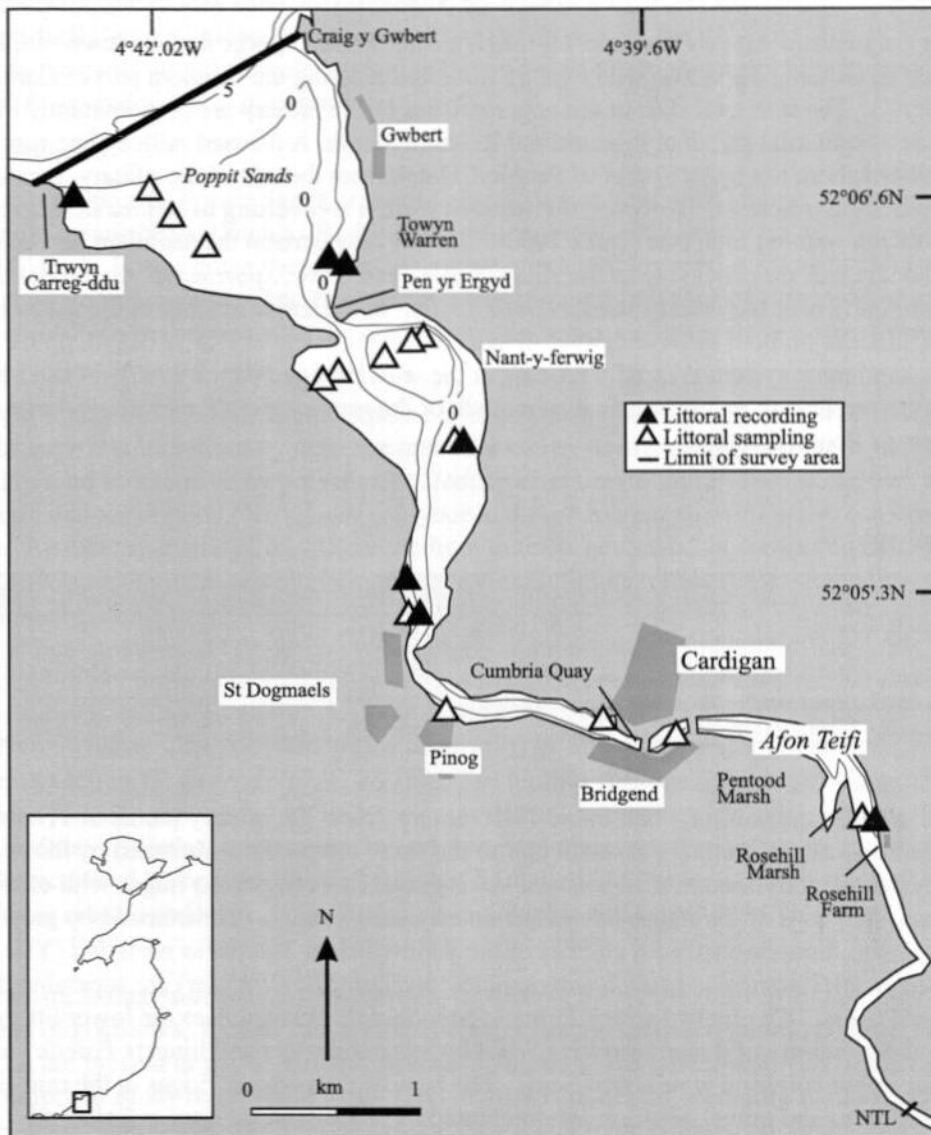 4°42'.02W
4°39'.6W
Craig y Gwbert
5
0
Gwbert
Poppit Sands
52°06'.6N
0
Towyn
Warren
Trwyn
Carreg-ddu
0
Pen yr Ergyd
Nant-y-ferwig
0
Littoral recording
Littoral sampling
Limit of survey area
52°05'.3N
Cumbria Quay
Cardigan
St Dogmaels
Pinog
Afon Teifi
Bridgend
Pentood
Marsh
Rosehill
Marsh
Rosehill
Farm
N
0 km 1
NTL